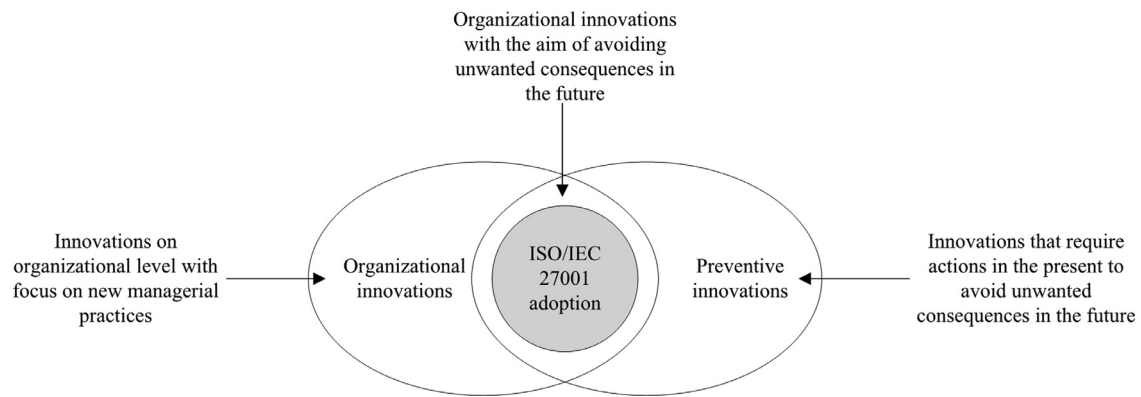 Organizational innovations
with the aim of avoiding
unwanted consequences in
the future
Innovations on
organizational level with
focus on new managerial
practices
Organizational
innovations
ISO/IEC
27001
adoption
Preventive
innovations
Innovations that require
actions in the present to
avoid unwanted
consequences in the future